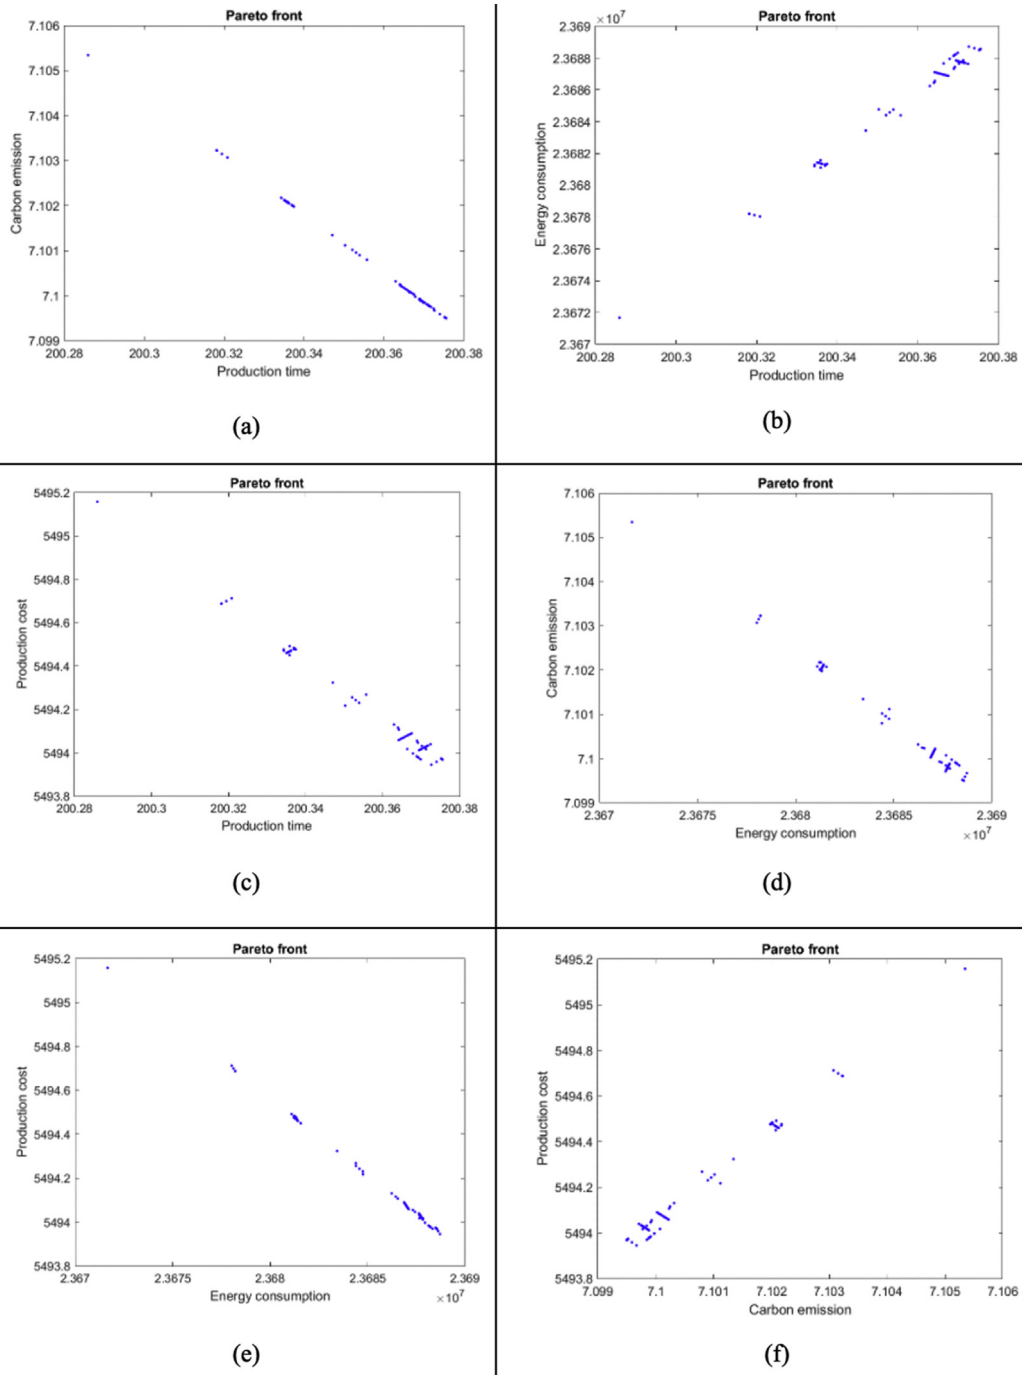 Pareto front
7.106
7.105
7.104
7.103
7.102
7.101
7.1
7.099
Carbon emission
200.28 200.3 200.32 200.34 200.36 200.38
Production time
(a)
Pareto front
×10⁷
2.369
2.3688
2.3686
2.3684
2.3682
2.368
2.3678
2.3676
2.3674
2.3672
2.367
Energy consumption
200.28 200.3 200.32 200.34 200.36 200.38
Production time
(b)
Pareto front
5495.2
5495
5494.8
5494.6
5494.4
5494.2
5494
5493.8
Production cost
200.28 200.3 200.32 200.34 200.36 200.38
Production time
(c)
Pareto front
7.106
7.105
7.104
7.103
7.102
7.101
7.1
7.099
Carbon emission
2.367 2.3675 2.368 2.3685 2.369
Energy consumption
×10⁷
(d)
Pareto front
5495.2
5495
5494.8
5494.6
5494.4
5494.2
5494
5493.8
Production cost
2.367 2.3675 2.368 2.3685 2.369
Energy consumption
×10⁷
(e)
Pareto front
5495.2
5495
5494.8
5494.6
5494.4
5494.2
5494
5493.8
Production cost
7.099 7.1 7.101 7.102 7.103 7.104 7.105 7.106
Carbon emission
(f)